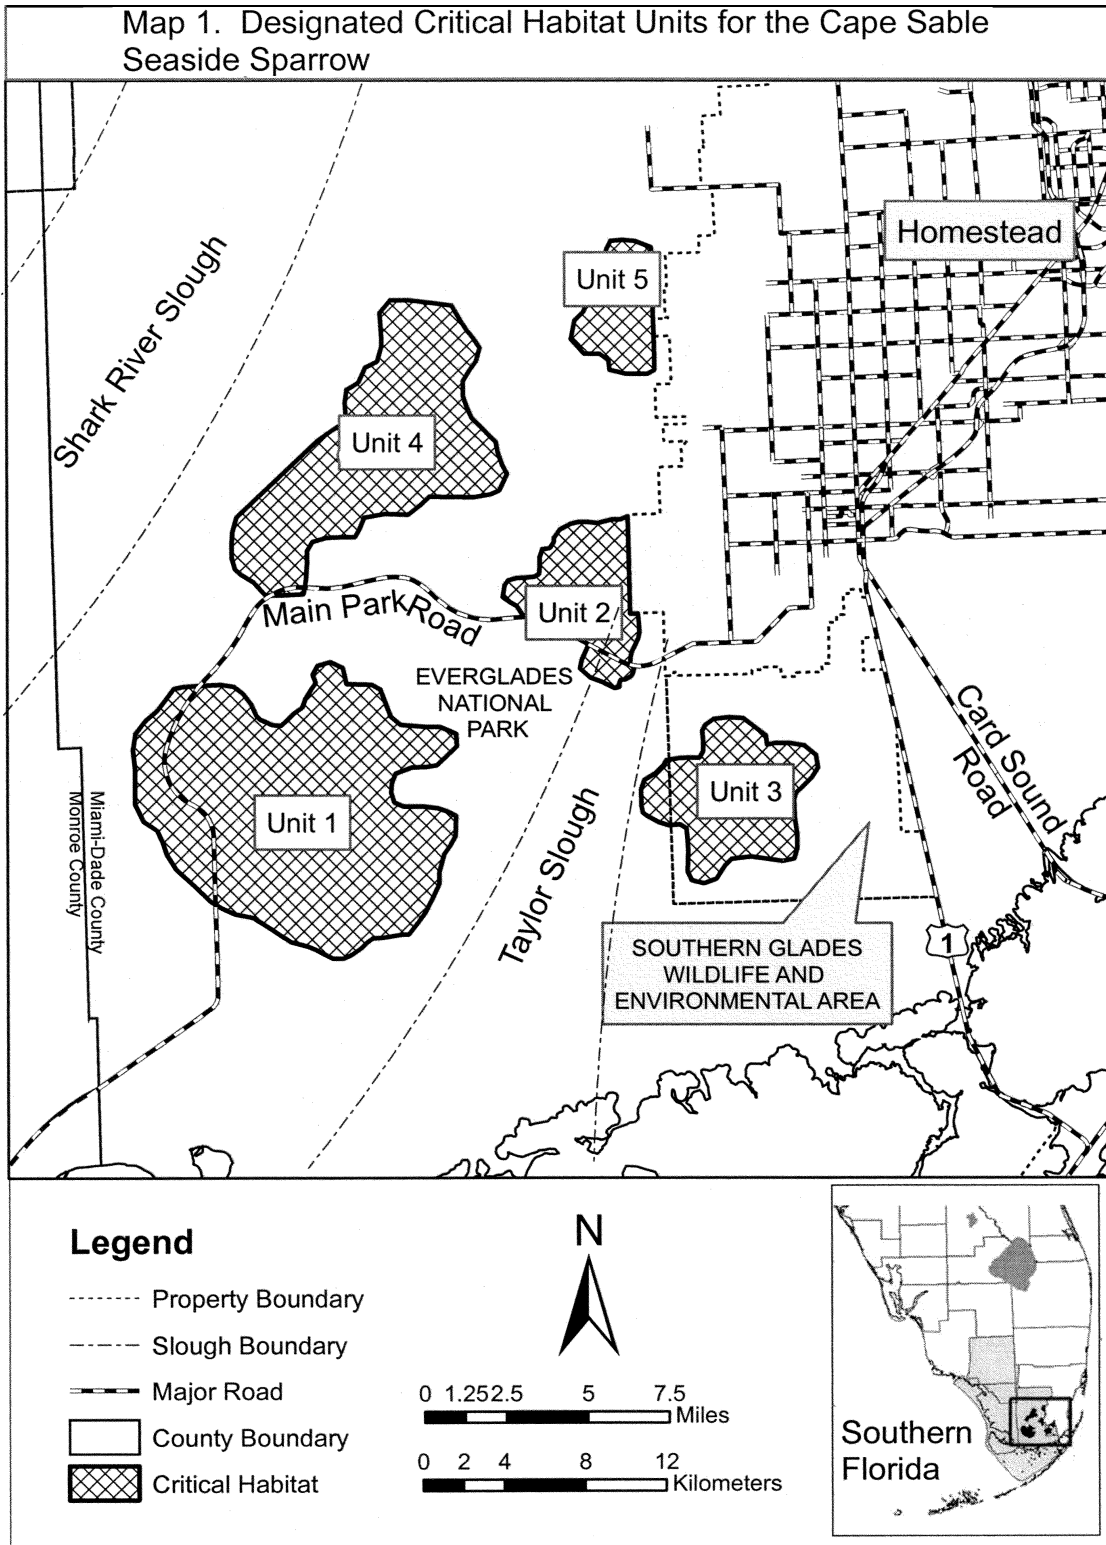 Map 1. Designated Critical Habitat Units for the Cape Sable
Seaside Sparrow
Homestead
Shark River Slough
Unit 5
Unit 4
Main Park Road
Unit 2
EVERGLADES
NATIONAL
PARK
Card Sound
Road
Unit 3
Unit 1
Miami-Dade County
Monroe County
Taylor Slough
SOUTHERN GLADES
WILDLIFE AND
ENVIRONMENTAL AREA
1
Legend
Property Boundary
Slough Boundary
Major Road
County Boundary
Critical Habitat
N
0 1.25 2.5 5 7.5
Miles
0 2 4 8 12
Kilometers
Southern
Florida